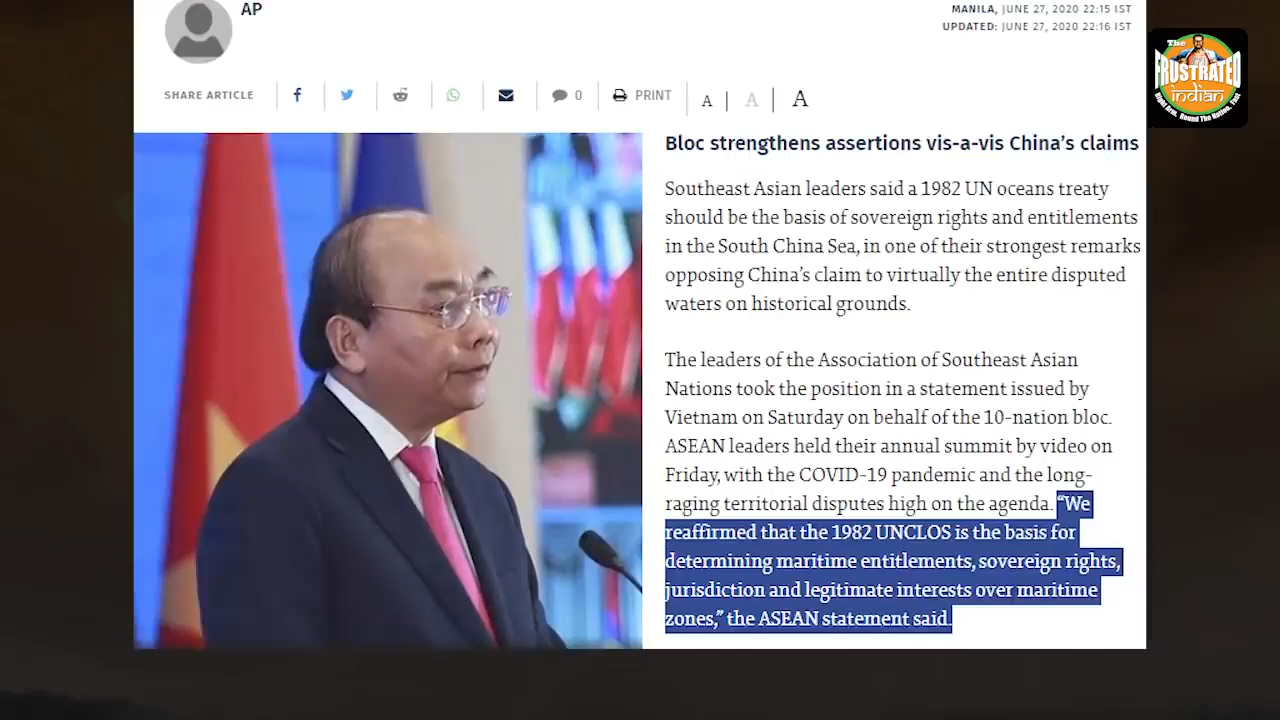 AP
MANILA, JUNE 27, 2020 22:15 IST
UPDATED: JUNE 27, 2020 22:16 IST
The
FRUSTRATED
indian
Right Arm. Round The Nation. Fast
SHARE ARTICLE
0
PRINT
A | A | A
Bloc strengthens assertions vis-a-vis China’s claims
Southeast Asian leaders said a 1982 UN oceans treaty
should be the basis of sovereign rights and entitlements
in the South China Sea, in one of their strongest remarks
opposing China’s claim to virtually the entire disputed
waters on historical grounds.
The leaders of the Association of Southeast Asian
Nations took the position in a statement issued by
Vietnam on Saturday on behalf of the 10-nation bloc.
ASEAN leaders held their annual summit by video on
Friday, with the COVID-19 pandemic and the long-
raging territorial disputes high on the agenda. “We
reaffirmed that the 1982 UNCLOS is the basis for
determining maritime entitlements, sovereign rights,
jurisdiction and legitimate interests over maritime
zones,” the ASEAN statement said.